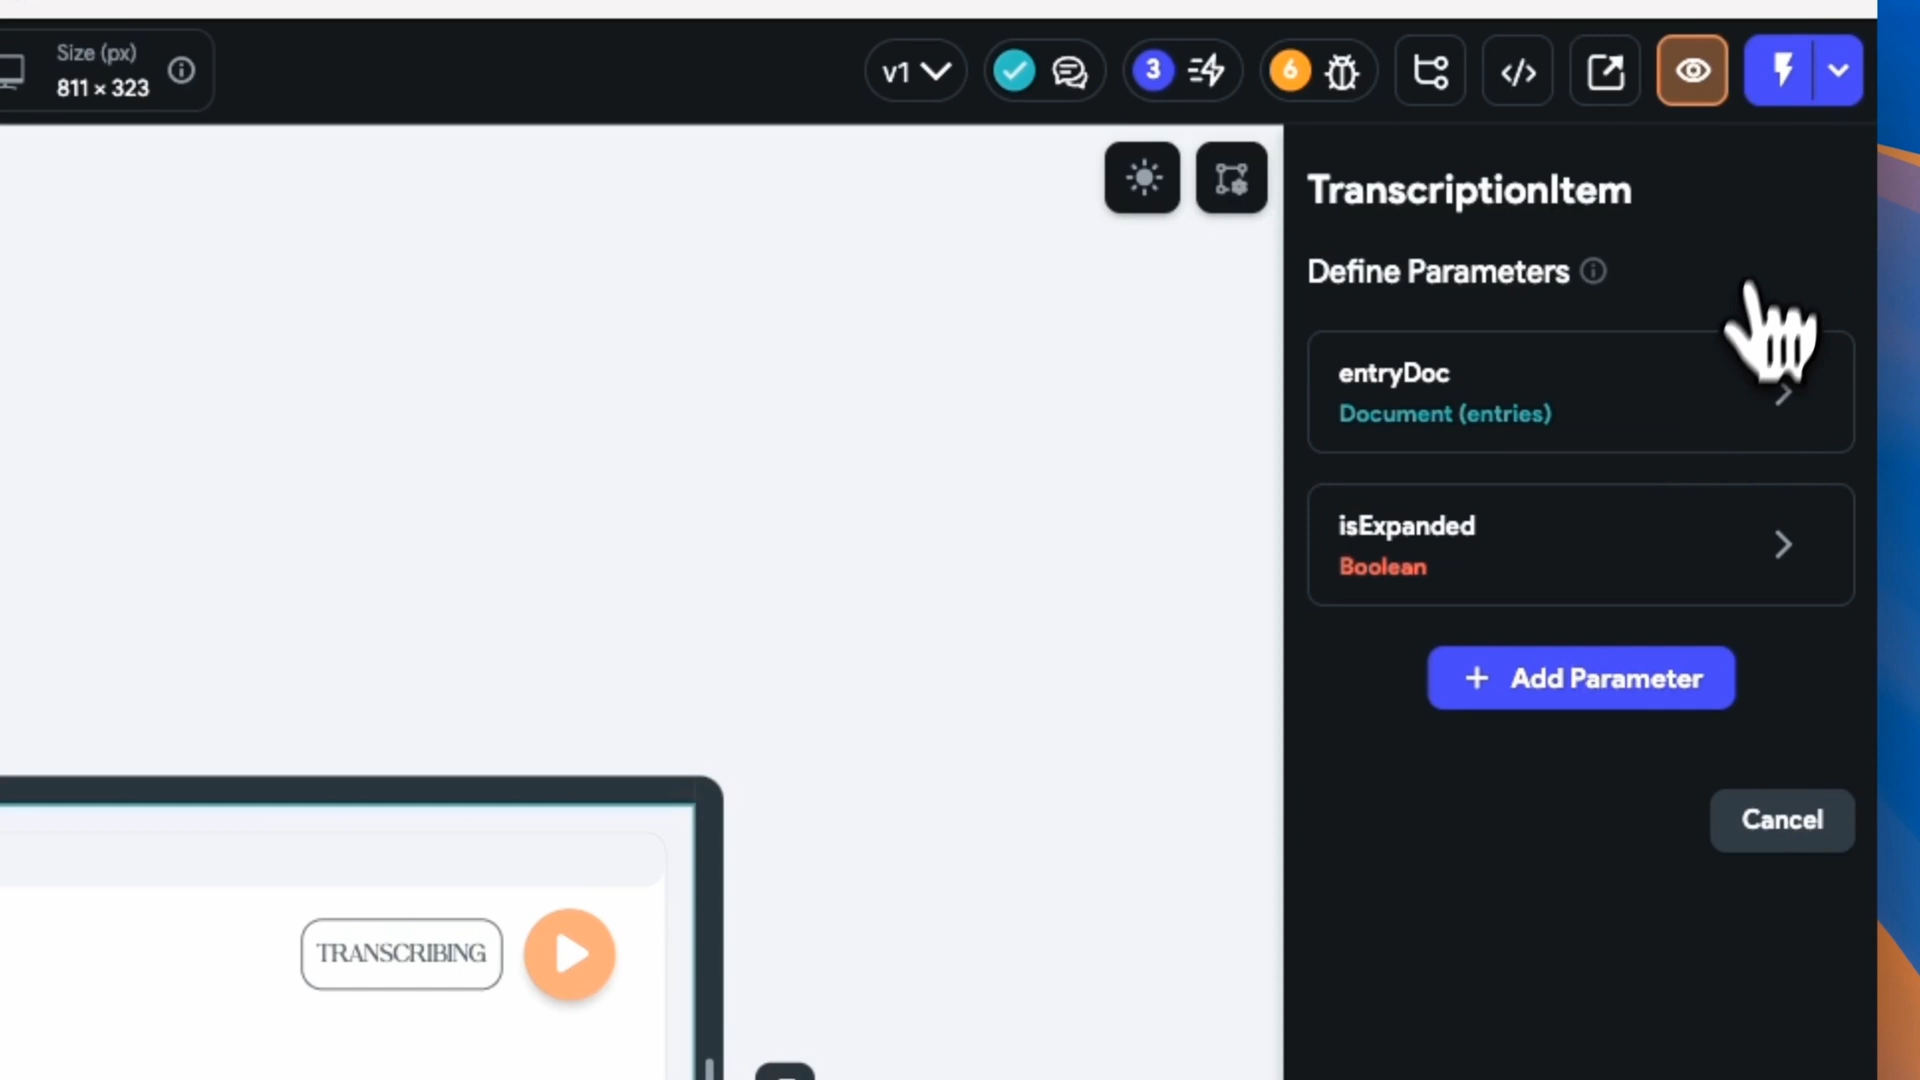 Size (px)
811 × 323
v1
3
6
TranscriptionItem
Define Parameters
entryDoc
Document (entries)
isExpanded
Boolean
+ Add Parameter
Cancel
TRANSCRIBING